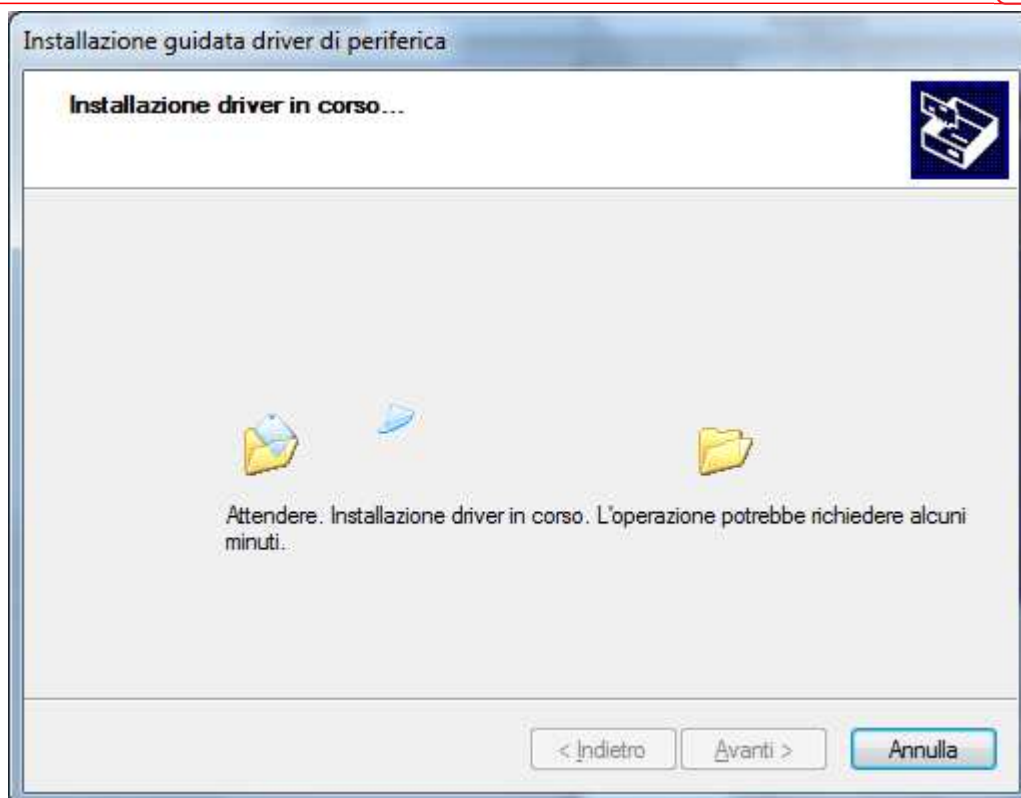 Installazione guidata driver di periferica
Installazione driver in corso...
Attendere. Installazione driver in corso. L'operazione potrebbe richiedere alcuni
minuti.
< Indietro
Avanti >
Annulla